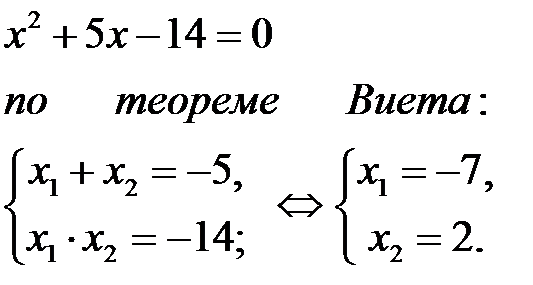 x² + 5x − 14 = 0
по теореме Виета:
{ x₁ + x₂ = −5, ⇔ { x₁ = −7,
x₁ · x₂ = −14; x₂ = 2.